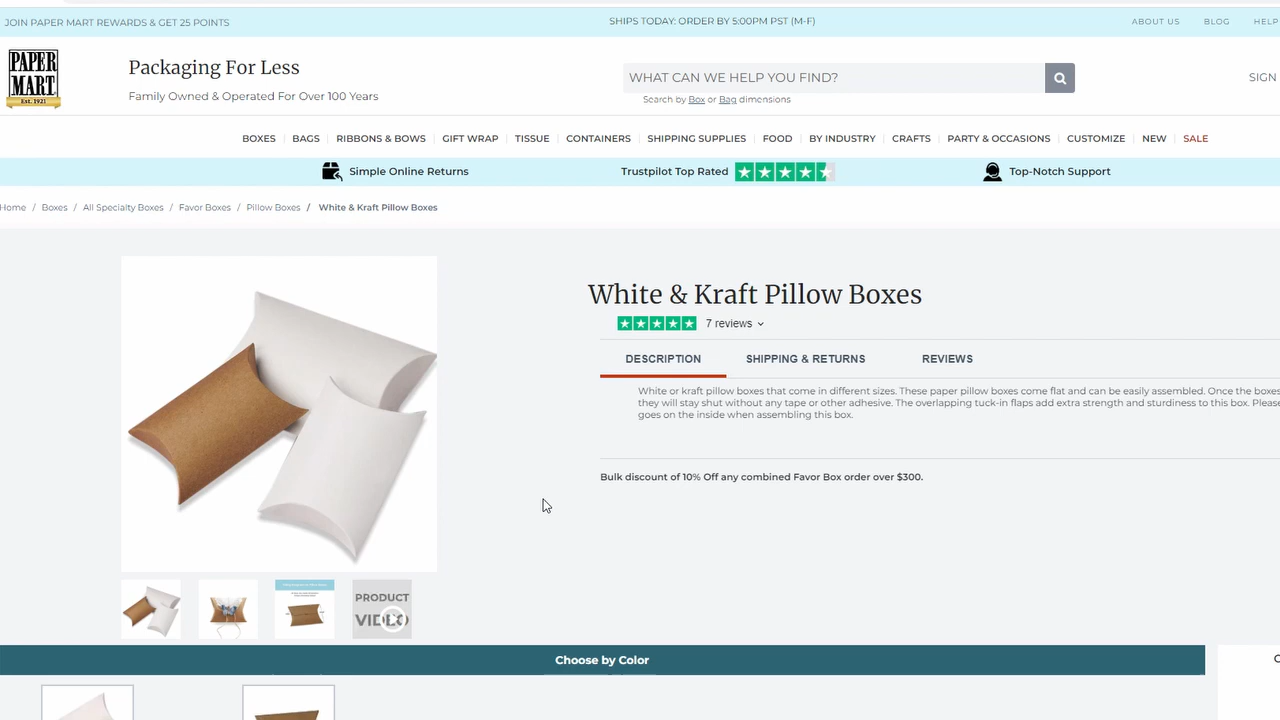 JOIN PAPER MART REWARDS & GET 25 POINTS
SHIPS TODAY: ORDER BY 5:00PM PST (M-F)
ABOUT US
BLOG
HELP
PAPER
MART
Est. 1921
Packaging For Less
Family Owned & Operated For Over 100 Years
WHAT CAN WE HELP YOU FIND?
Search by Box or Bag dimensions
SIGN
BOXES
BAGS
RIBBONS & BOWS
GIFT WRAP
TISSUE
CONTAINERS
SHIPPING SUPPLIES
FOOD
BY INDUSTRY
CRAFTS
PARTY & OCCASIONS
CUSTOMIZE
NEW
SALE
Simple Online Returns
Trustpilot Top Rated
Top-Notch Support
Home / Boxes / All Specialty Boxes / Favor Boxes / Pillow Boxes / White & Kraft Pillow Boxes
White & Kraft Pillow Boxes
7 reviews
DESCRIPTION
SHIPPING & RETURNS
REVIEWS
White or kraft pillow boxes that come in different sizes. These paper pillow boxes come flat and can be easily assembled. Once the boxes
they will stay shut without any tape or other adhesive. The overlapping tuck-in flaps add extra strength and sturdiness to this box. Please
goes on the inside when assembling this box.
Bulk discount of 10% Off any combined Favor Box order over $300.
PRODUCT
VIDEO
Choose by Color